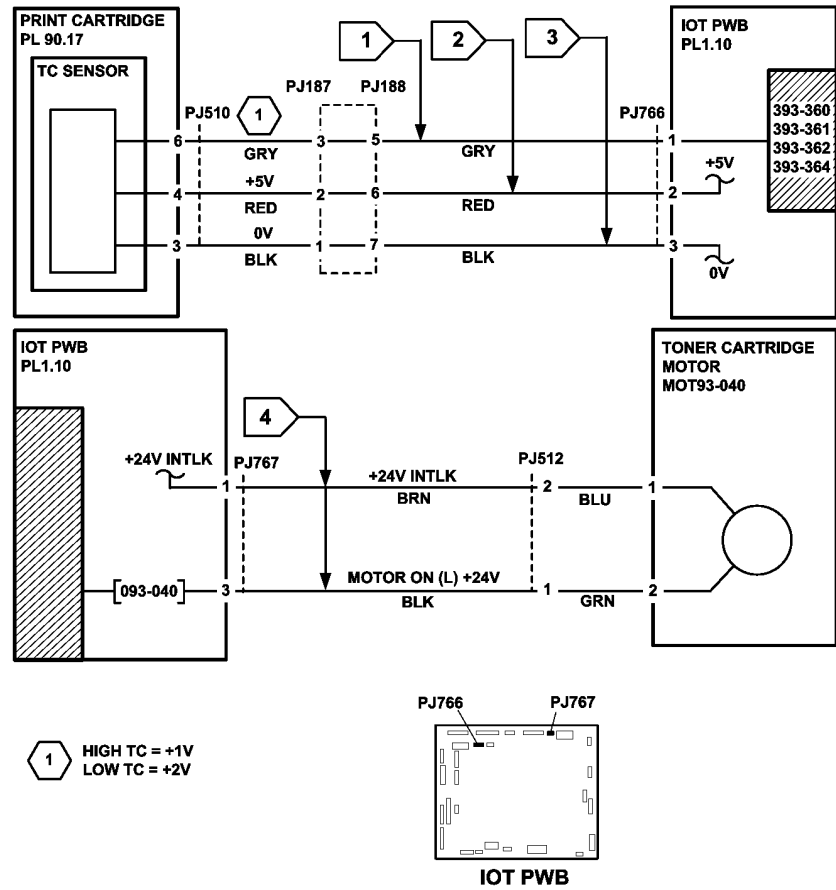 PRINT CARTRIDGE
PL 90.17
TC SENSOR
1
2
3
IOT PWB
PL1.10
PJ187 PJ188
PJ510
1
PJ766
393-360
393-361
393-362
393-364
6
GRY
3
5
GRY
1
+5V
4
+5V
RED
2
6
RED
2
3
0V
BLK
1
7
BLK
3
0V
IOT PWB
PL1.10
TONER CARTRIDGE
MOTOR
MOT93-040
4
+24V INTLK
PJ767
+24V INTLK
PJ512
1
BRN
2
BLU
1
093-040
3
MOTOR ON (L) +24V
BLK
1
GRN
2
PJ766
PJ767
1
HIGH TC = +1V
LOW TC = +2V
IOT PWB